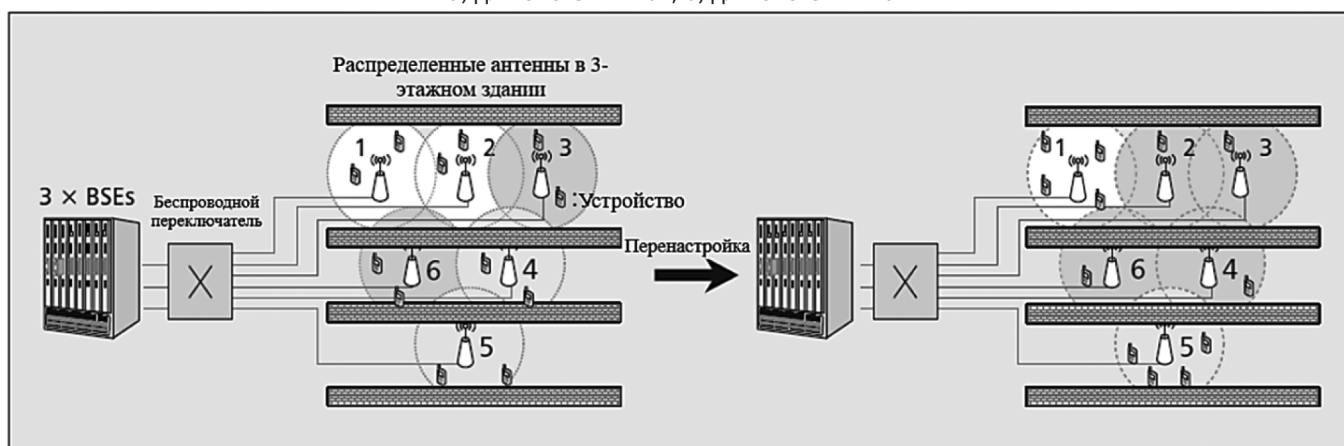 Распределенные антенны в 3-
этажном здании
1 2 3
3 × BSEs
Беспроводной
переключатель
:Устройство
6 4
5
Перенастройка
1 2 3
6 4
5